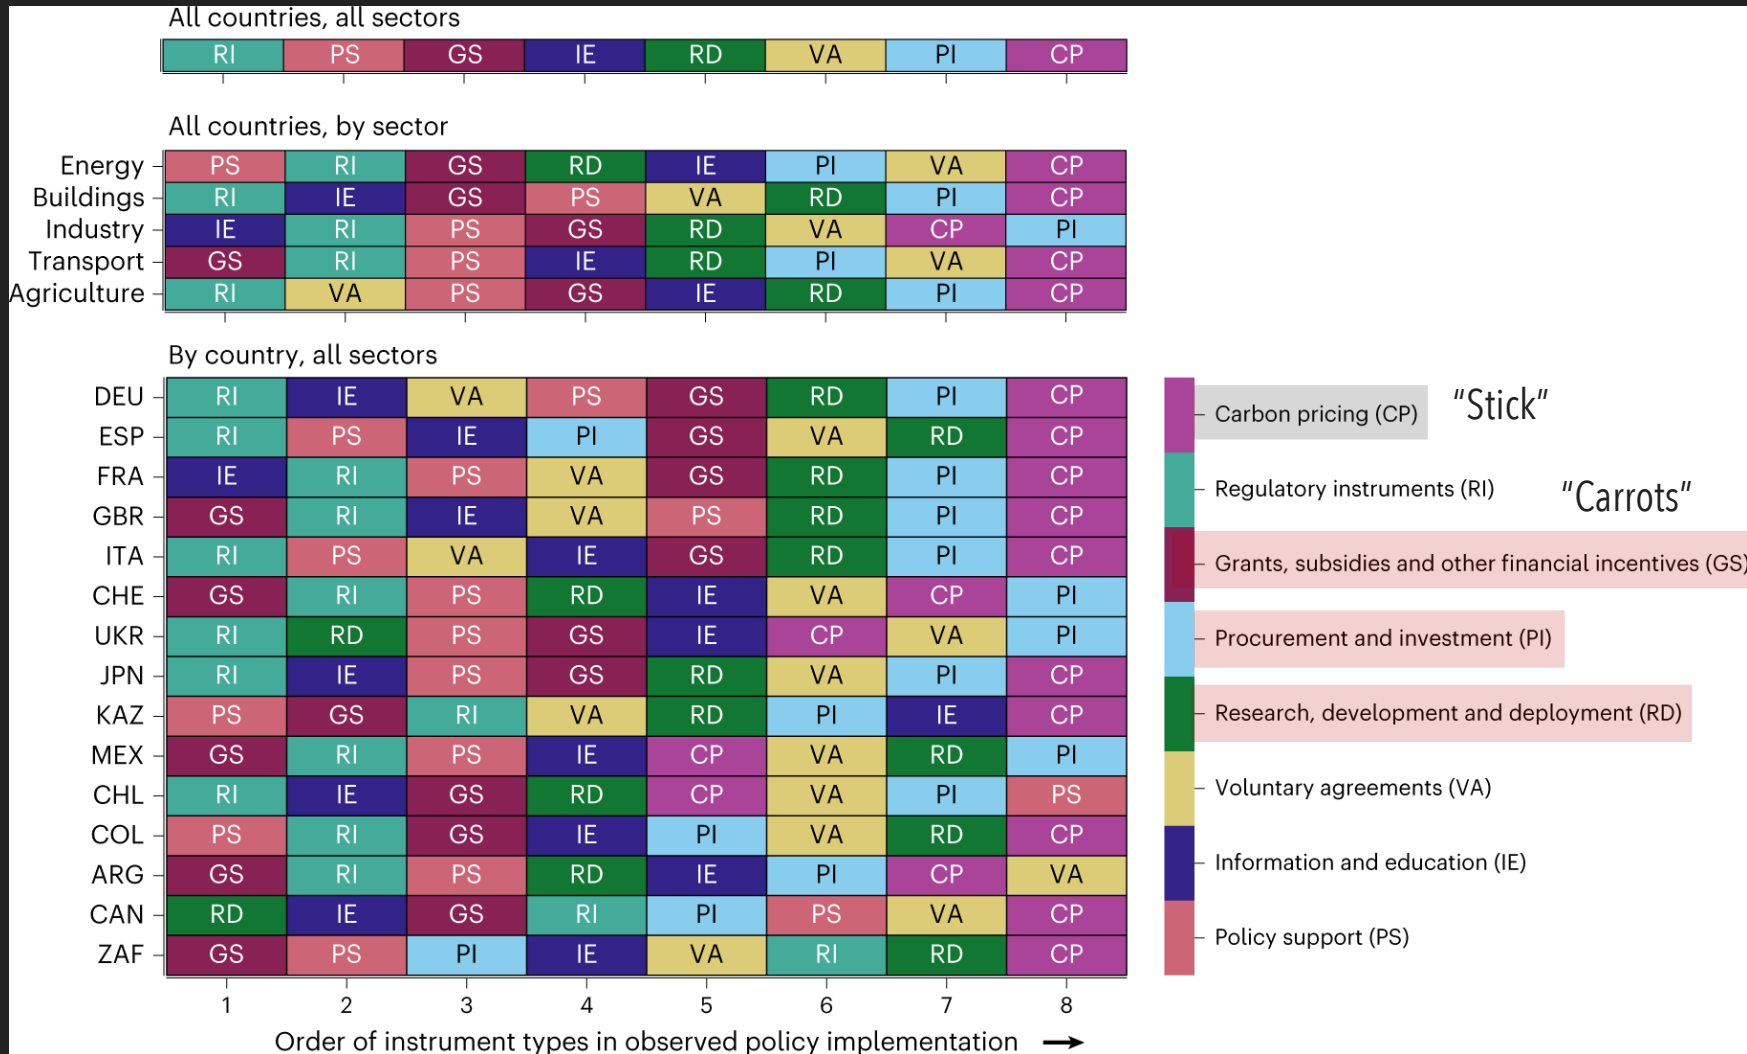 All countries, all sectors
RI PS GS IE RD VA PI CP
All countries, by sector
Energy PS RI GS RD IE PI VA CP
Buildings RI IE GS PS VA RD PI CP
Industry IE RI PS GS RD VA CP PI
Transport GS RI PS IE RD PI VA CP
Agriculture RI VA PS GS IE RD PI CP
By country, all sectors
DEU RI IE VA PS GS RD PI CP
ESP RI PS IE PI GS VA RD CP
FRA IE RI PS VA GS RD PI CP
GBR GS RI IE VA PS RD PI CP
ITA RI PS VA IE GS RD PI CP
CHE GS RI PS RD IE VA CP PI
UKR RI RD PS GS IE CP VA PI
JPN RI IE PS GS RD VA PI CP
KAZ PS GS RI VA RD PI IE CP
MEX GS RI PS IE CP VA RD PI
CHL RI IE GS RD CP VA PI PS
COL PS RI GS IE PI VA RD CP
ARG GS RI PS RD IE PI CP VA
CAN RD IE GS RI PI PS VA CP
ZAF GS PS PI IE VA RI RD CP
1 2 3 4 5 6 7 8
Order of instrument types in observed policy implementation →
Carbon pricing (CP) “Stick”
Regulatory instruments (RI) “Carrots”
Grants, subsidies and other financial incentives (GS)
Procurement and investment (PI)
Research, development and deployment (RD)
Voluntary agreements (VA)
Information and education (IE)
Policy support (PS)